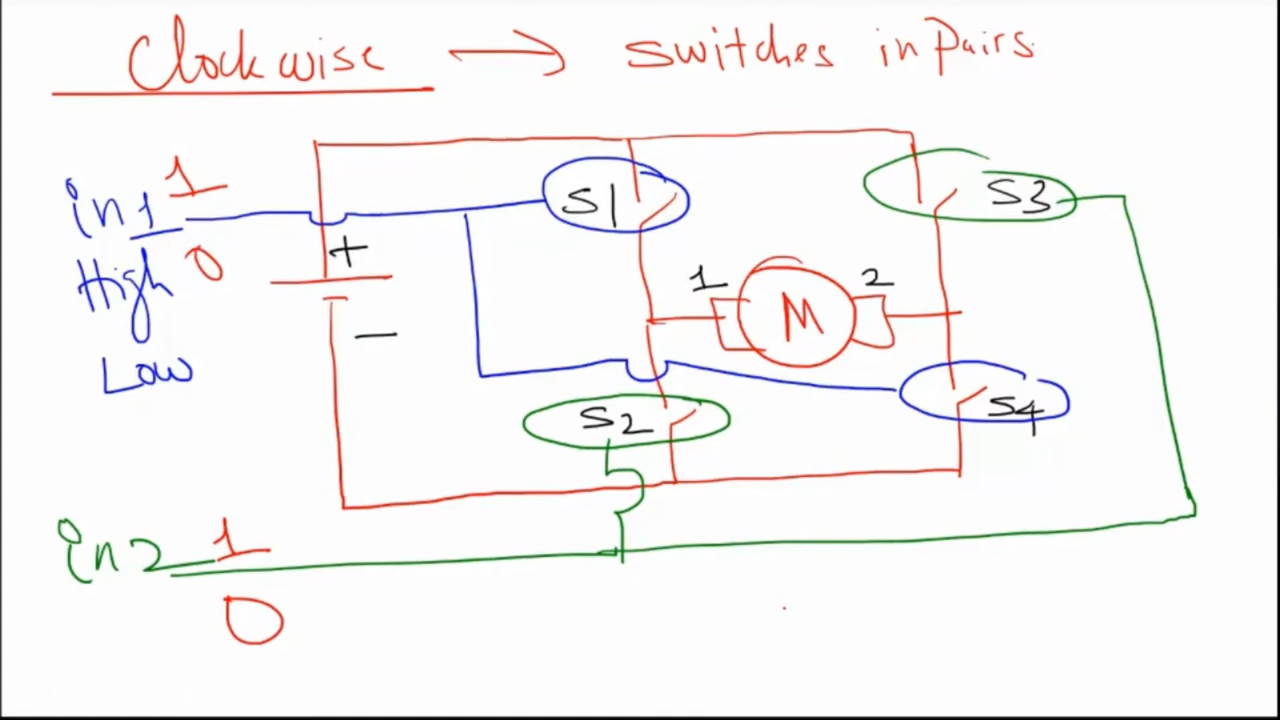 Clockwise → switches in Pairs.
in1 1
High 0
Low
+
−
S1
S3
1 M 2
S2
S4
in2 1
0